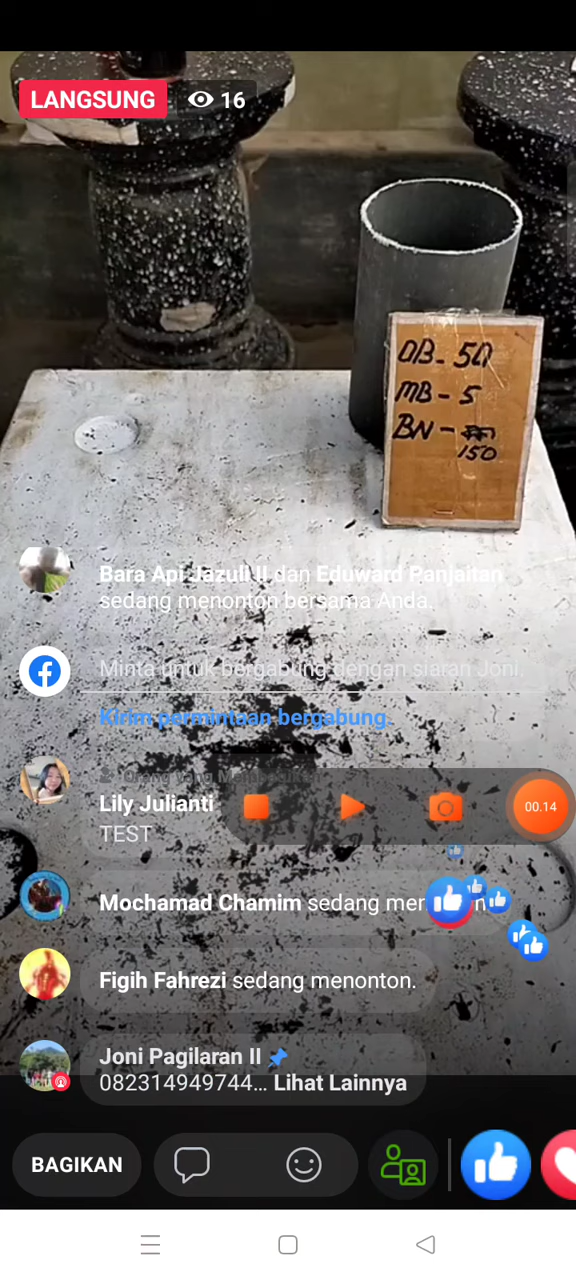 LANGSUNG
16
OB - 50
MB - 5
BN -
150
Bara Api Jazuli II dan Eduward Panjaitan
sedang menonton bersama Anda.
Minta untuk bergabung dengan siaran Joni.
Kirim permintaan bergabung.
Lily Julianti
TEST
00.14
Mochamad Chamim sedang
Figih Fahrezi sedang menonton.
Joni Pagilaran II
082314949744... Lihat Lainnya
BAGIKAN